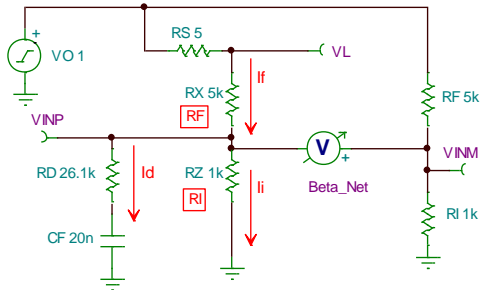 RS 5
+
VO 1
VL
If
RX 5k
RF 5k
RF
VINP
V
+
VINM
RD 26.1k
Id
RZ 1k
Ii
RI
Beta_Net
RI 1k
CF 20n